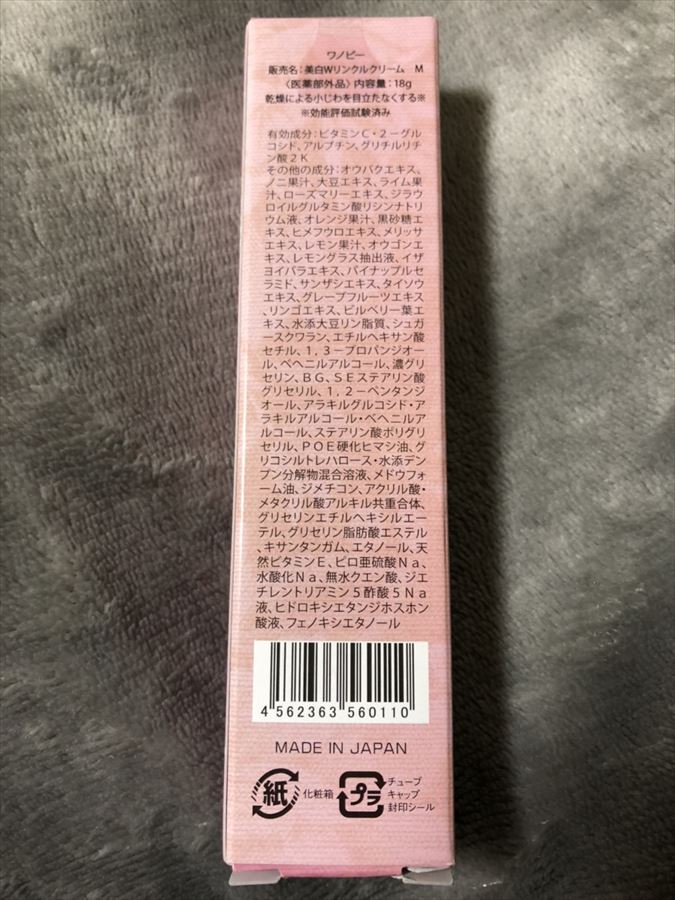 ワノビー
販売名：美白Wリンクルクリーム　M
〈医薬部外品〉内容量：18g
乾燥による小じわを目立たなくする※
※効能評価試験済み
有効成分：ビタミンC・2－グル
コシド、アルブチン、グリチルリチ
ン酸2K
その他の成分：オウバクエキス、
ノニ果汁、大豆エキス、ライム果
汁、ローズマリーエキス、ジラウ
ロイルグルタミン酸リシンナトリ
ウム液、オレンジ果汁、黒砂糖エ
キス、ヒメフウロエキス、メリッサ
エキス、レモン果汁、オウゴンエ
キス、レモングラス抽出液、イザ
ヨイバラエキス、パイナップルセ
ラミド、サンザシエキス、タイソウ
エキス、グレープフルーツエキス
、リンゴエキス、ビルベリー葉エ
キス、水添大豆リン脂質、シュガ
ースクワラン、エチルヘキサン酸
セチル、1,3－プロパンジオー
ル、ベヘニルアルコール、濃グリ
セリン、BG、SEステアリン酸
グリセリル、1,2－ペンタンジ
オール、アラキルグルコシド・ア
ラキルアルコール・ベヘニルア
ルコール、ステアリン酸ポリグリ
セリル、POE硬化ヒマシ油、グ
リコシルトレハロース・水添デン
プン分解物混合溶液、メドウフォ
ーム油、ジメチコン、アクリル酸・
メタクリル酸アルキル共重合体、
グリセリンエチルヘキシルエー
テル、グリセリン脂肪酸エステル
、キサンタンガム、エタノール、天
然ビタミンE、ピロ亜硫酸Na、
水酸化Na、無水クエン酸、ジエ
チレントリアミン5酢酸5Na
液、ヒドロキシエタンジホスホン
酸液、フェノキシエタノール
4 562363 560110
MADE IN JAPAN
紙 化粧箱
プラ チューブ
キャップ
封印シール